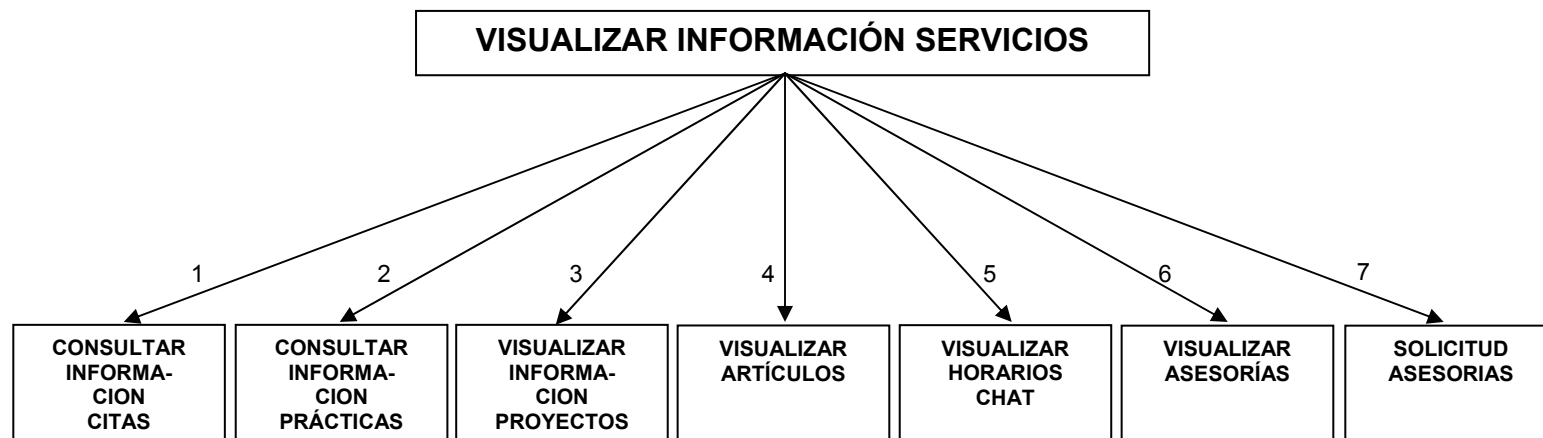 VISUALIZAR INFORMACIÓN SERVICIOS
1
2
3
4
5
6
7
CONSULTAR
INFORMA-
CION
CITAS
CONSULTAR
INFORMA-
CION
PRÁCTICAS
VISUALIZAR
INFORMA-
CION
PROYECTOS
VISUALIZAR
ARTÍCULOS
VISUALIZAR
HORARIOS
CHAT
VISUALIZAR
ASESORÍAS
SOLICITUD
ASESORIAS